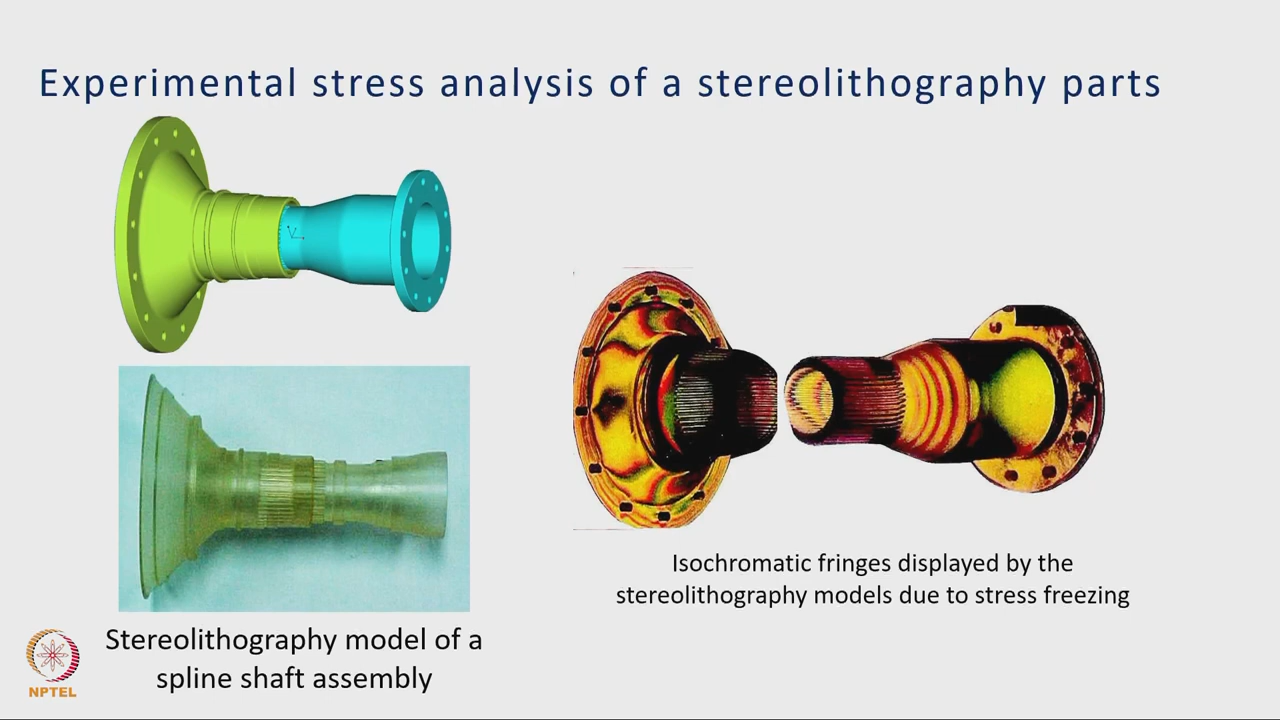 Experimental stress analysis of a stereolithography parts
Isochromatic fringes displayed by the
stereolithography models due to stress freezing
Stereolithography model of a
spline shaft assembly
NPTEL